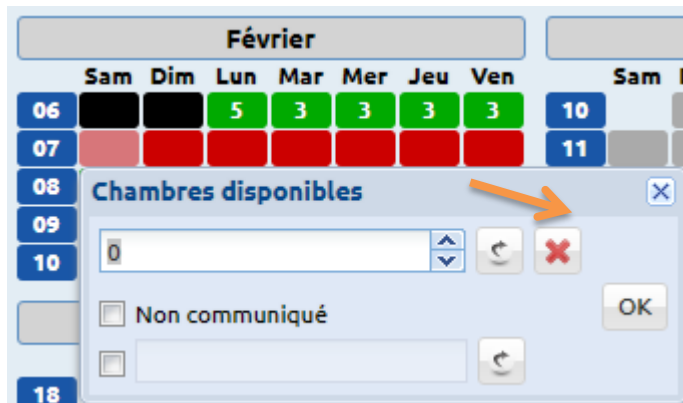 Février
Sam Dim Lun Mar Mer Jeu Ven Sam
06 5 3 3 3 3 10
07 11
08 Chambres disponibles
09
0
10
Non communiqué
OK
18